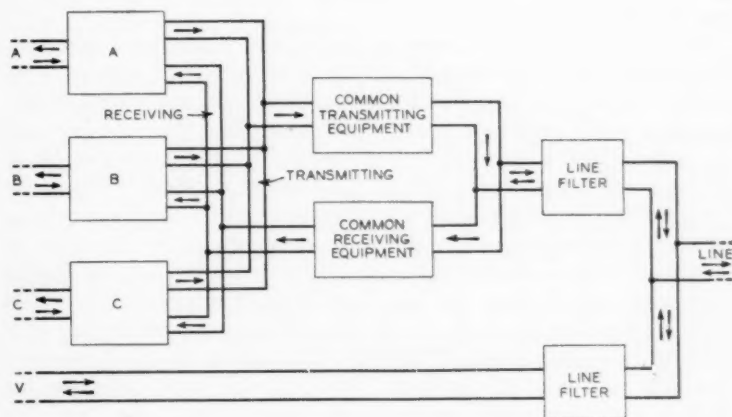 A
A
RECEIVING
COMMON
TRANSMITTING
EQUIPMENT
B
B
TRANSMITTING
LINE
FILTER
COMMON
RECEIVING
EQUIPMENT
LINE
C
C
V
LINE
FILTER